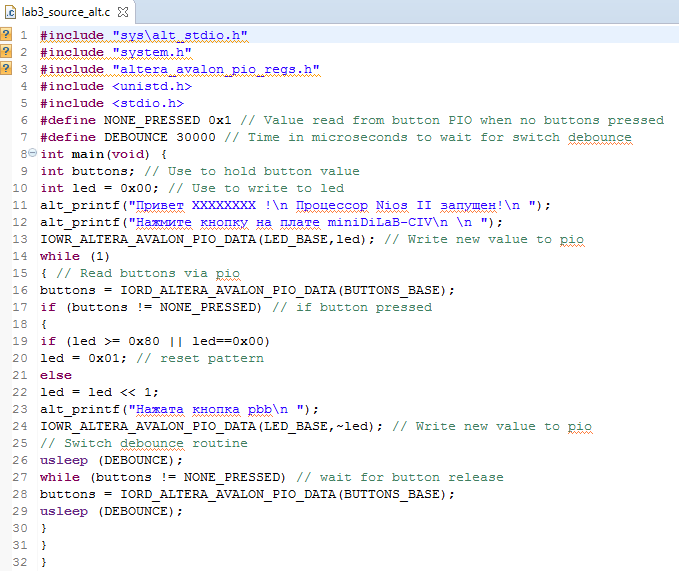 lab3_source_alt.c
1 #include "sys\alt_stdio.h"
2 #include "system.h"
3 #include "altera_avalon_pio_regs.h"
4 #include <unistd.h>
5 #include <stdio.h>
6 #define NONE_PRESSED 0x1 // Value read from button PIO when no buttons pressed
7 #define DEBOUNCE 30000 // Time in microseconds to wait for switch debounce
8 int main(void) {
9 int buttons; // Use to hold button value
10 int led = 0x00; // Use to write to led
11 alt_printf("Привет XXXXXXXX !\n Процессор Nios II запущен!\n ");
12 alt_printf("Нажмите кнопку на плате miniDiLaB-CIV\n \n ");
13 IOWR_ALTERA_AVALON_PIO_DATA(LED_BASE,led); // Write new value to pio
14 while (1)
15 { // Read buttons via pio
16 buttons = IORD_ALTERA_AVALON_PIO_DATA(BUTTONS_BASE);
17 if (buttons != NONE_PRESSED) // if button pressed
18 {
19 if (led >= 0x80 || led==0x00)
20 led = 0x01; // reset pattern
21 else
22 led = led << 1;
23 alt_printf("Нажата кнопка pbb\n ");
24 IOWR_ALTERA_AVALON_PIO_DATA(LED_BASE,~led); // Write new value to pio
25 // Switch debounce routine
26 usleep (DEBOUNCE);
27 while (buttons != NONE_PRESSED) // wait for button release
28 buttons = IORD_ALTERA_AVALON_PIO_DATA(BUTTONS_BASE);
29 usleep (DEBOUNCE);
30 }
31 }
32 }